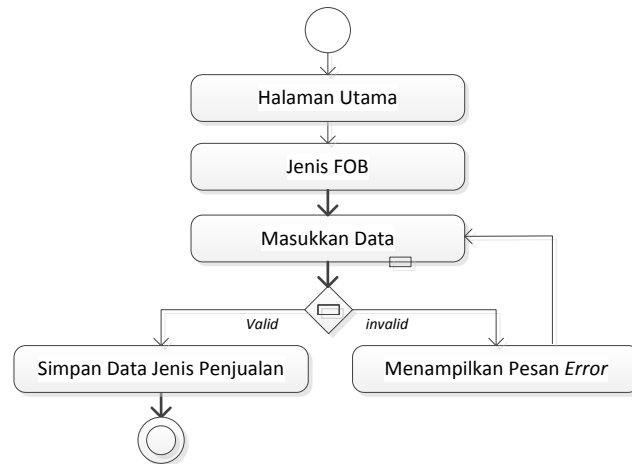 Halaman Utama
Jenis FOB
Masukkan Data
Valid
invalid
Simpan Data Jenis Penjualan
Menampilkan Pesan Error